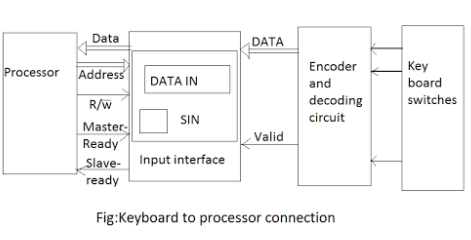 Data
DATA
Processor
Address
DATA IN
Encoder
and
decoding
circuit
Key
board
switches
R/w̅
SIN
Master-
Ready
Valid
Slave-
ready
Input interface
Fig:Keyboard to processor connection